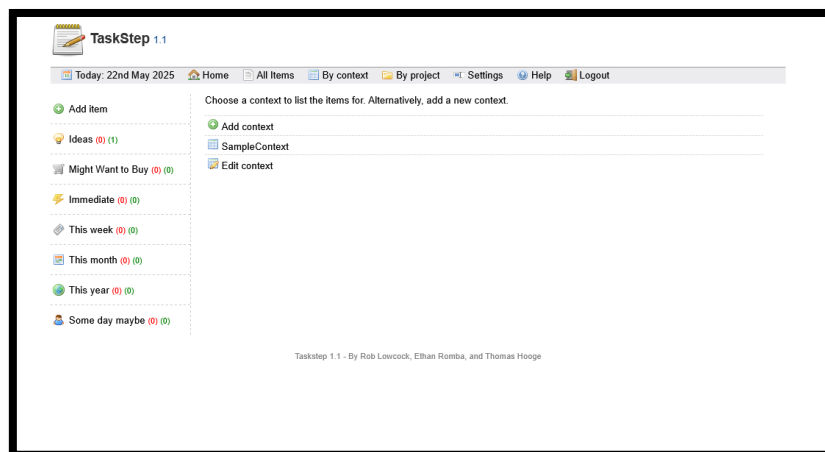 TaskStep 1.1
Today: 22nd May 2025 Home All Items By context By project Settings Help Logout
Add item
Ideas (0) (1)
Might Want to Buy (0) (0)
Immediate (0) (0)
This week (0) (0)
This month (0) (0)
This year (0) (0)
Some day maybe (0) (0)
Choose a context to list the items for. Alternatively, add a new context.
Add context
SampleContext
Edit context
Taskstep 1.1 - By Rob Lowcock, Ethan Romba, and Thomas Hooge